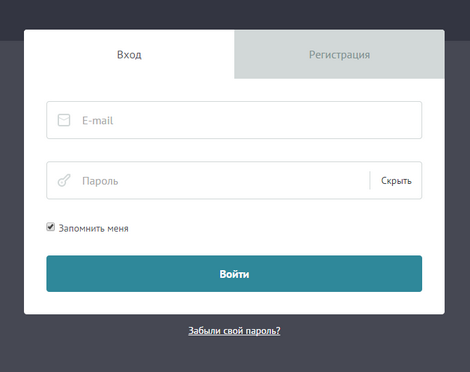 Вход
Регистрация
E-mail
Пароль
Скрыть
Запомнить меня
Войти
Забыли свой пароль?